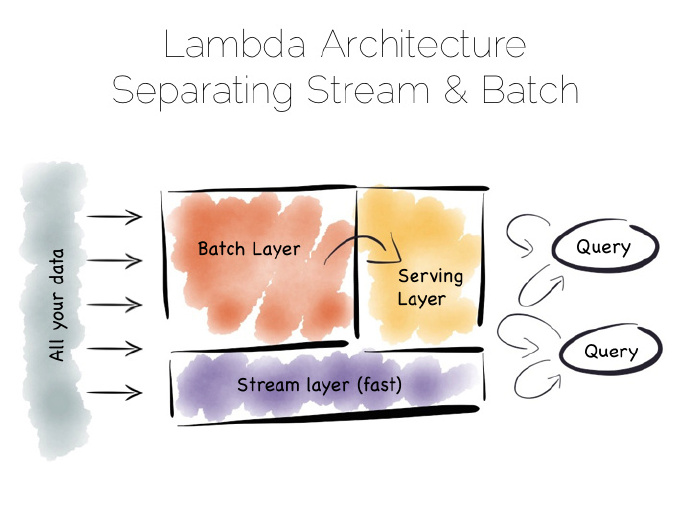 Lambda Architecture
Separating Stream & Batch
All your data
Batch Layer
Serving
Layer
Stream layer (fast)
Query
Query